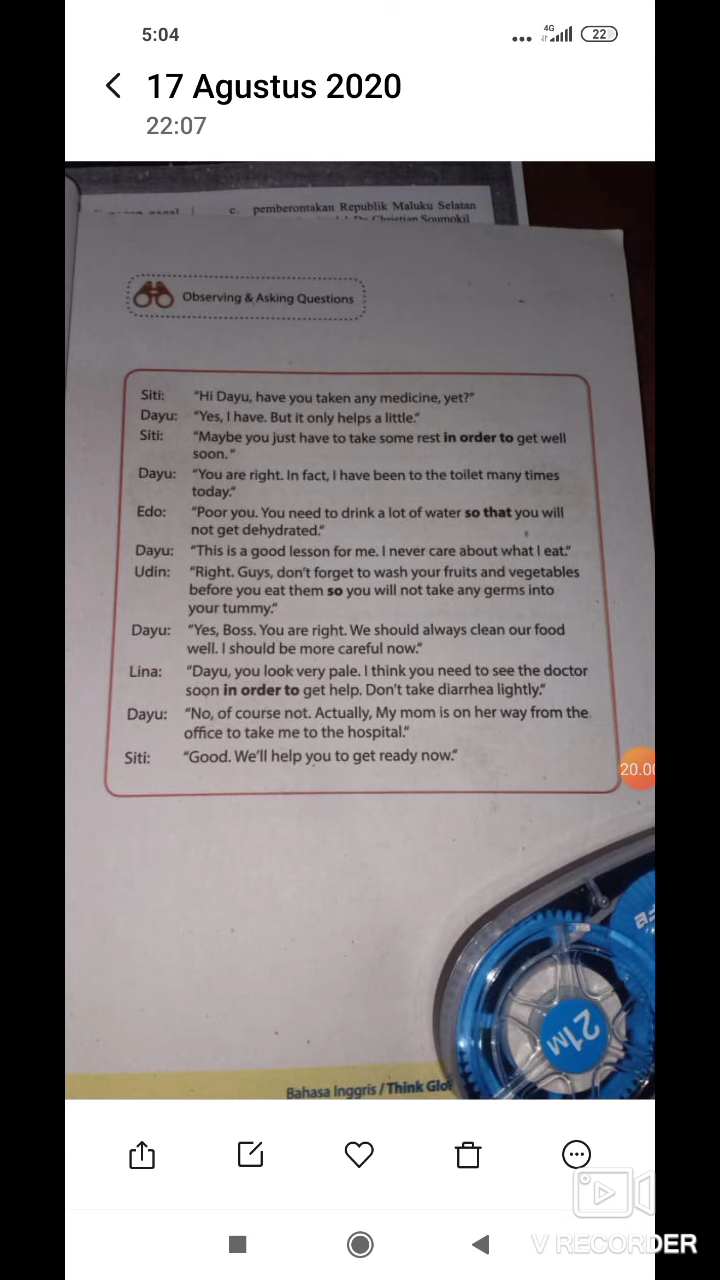 5:04
4G
22
17 Agustus 2020
22:07
c. pemberontakan Republik Maluku Selatan
Christian Soumokil
Observing & Asking Questions
Siti: "Hi Dayu, have you taken any medicine, yet?"
Dayu: "Yes, I have. But it only helps a little."
Siti: "Maybe you just have to take some rest in order to get well
soon."
Dayu: "You are right. In fact, I have been to the toilet many times
today."
Edo: "Poor you. You need to drink a lot of water so that you will
not get dehydrated."
Dayu: "This is a good lesson for me. I never care about what I eat."
Udin: "Right. Guys, don't forget to wash your fruits and vegetables
before you eat them so you will not take any germs into
your tummy."
Dayu: "Yes, Boss. You are right. We should always clean our food
well. I should be more careful now."
Lina: "Dayu, you look very pale. I think you need to see the doctor
soon in order to get help. Don't take diarrhea lightly."
Dayu: "No, of course not. Actually, My mom is on her way from the
office to take me to the hospital."
Siti: "Good. We'll help you to get ready now."
20.00
21M
Bahasa Inggris / Think
V RECORDER